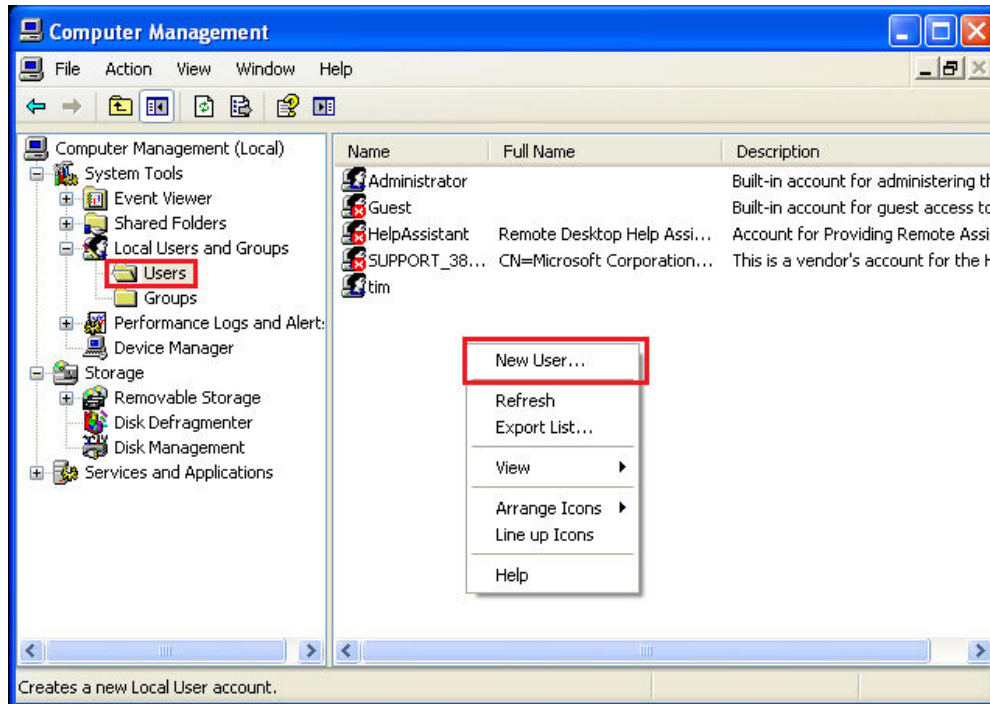 Computer Management
File Action View Window Help
Computer Management (Local)
System Tools
Event Viewer
Shared Folders
Local Users and Groups
Users
Groups
Performance Logs and Alert:
Device Manager
Storage
Removable Storage
Disk Defragmenter
Disk Management
Services and Applications
Name Full Name Description
Administrator Built-in account for administering th
Guest Built-in account for guest access to
HelpAssistant Remote Desktop Help Assi... Account for Providing Remote Assi
SUPPORT_38... CN=Microsoft Corporation... This is a vendor's account for the H
tim
New User...
Refresh
Export List...
View
Arrange Icons
Line up Icons
Help
Creates a new Local User account.